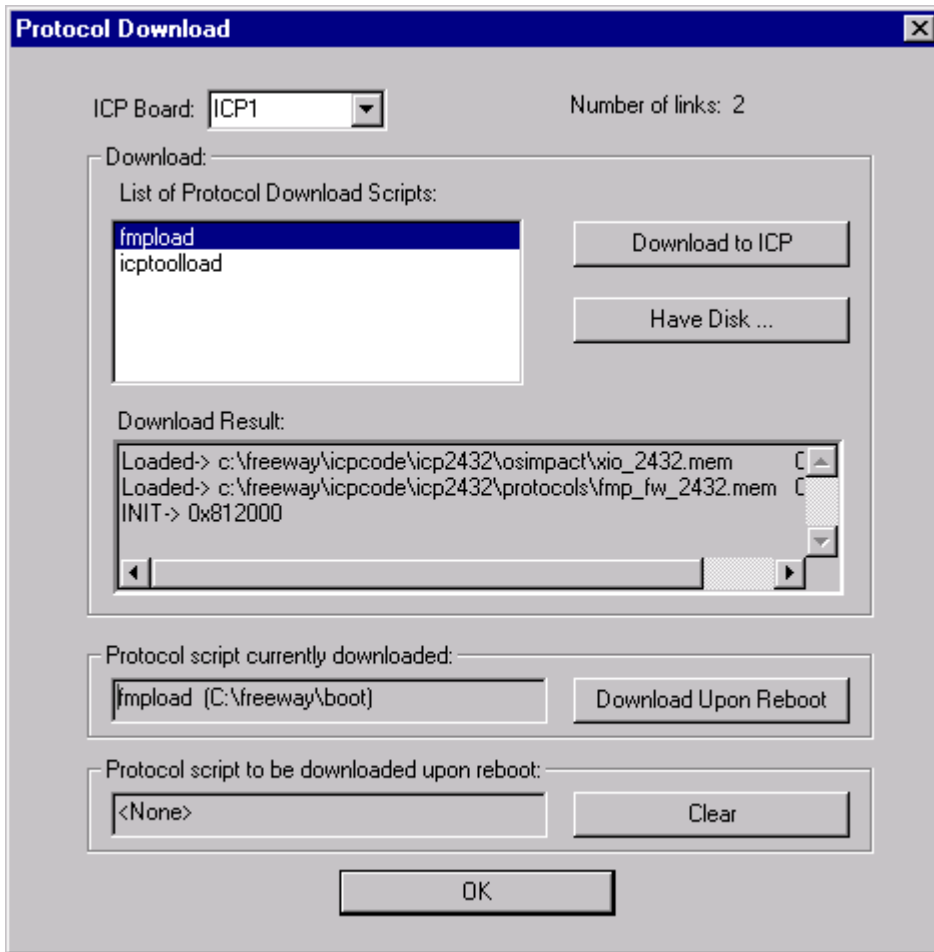 Protocol Download
ICP Board: ICP1
Number of links: 2
Download:
List of Protocol Download Scripts:
fmpload
icptoolload
Download to ICP
Have Disk ...
Download Result:
Loaded-> c:\freeway\icpcode\icp2432\osimpact\xio_2432.mem
Loaded-> c:\freeway\icpcode\icp2432\protocols\fmp_fw_2432.mem
INIT-> 0x812000
Protocol script currently downloaded:
fmpload (C:\freeway\boot)
Download Upon Reboot
Protocol script to be downloaded upon reboot:
<None>
Clear
OK